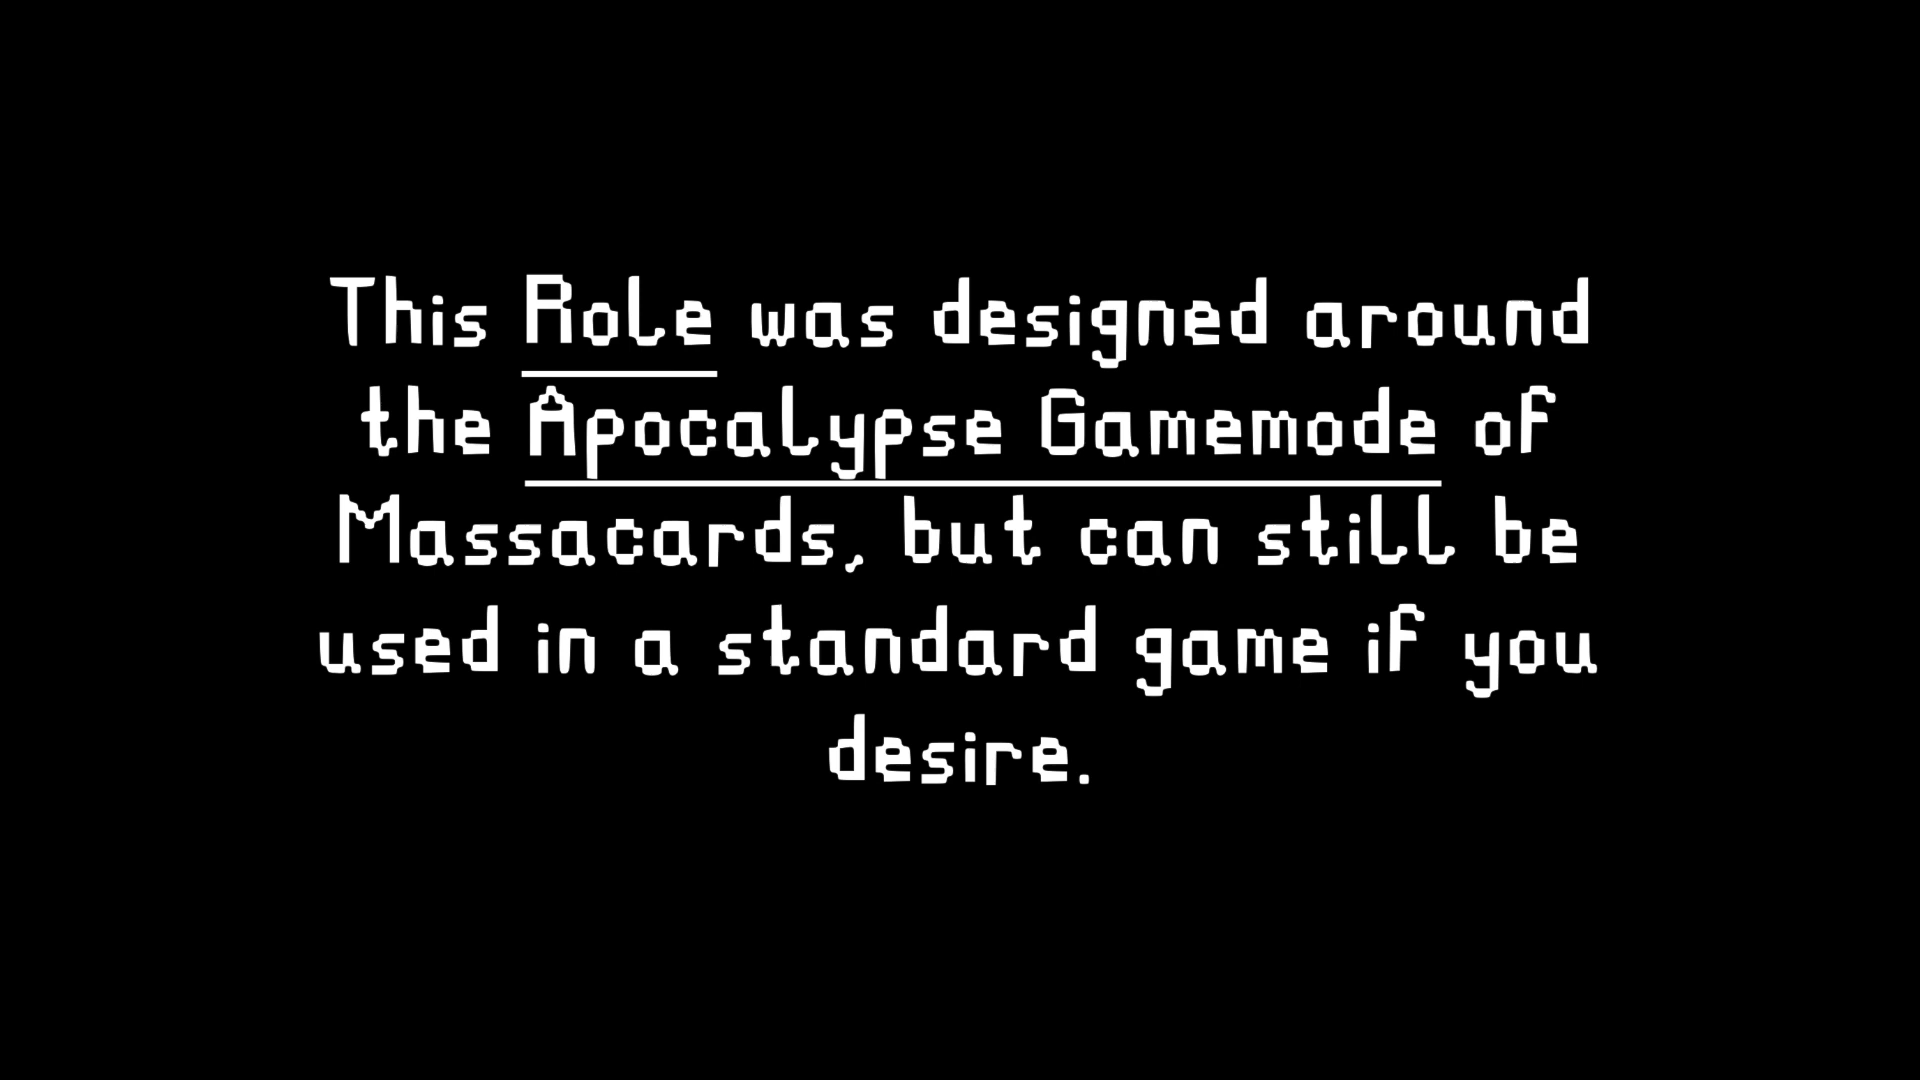 This Role was designed around
the Apocalypse Gamemode of
Massacards, but can still be
used in a standard game if you
desire.